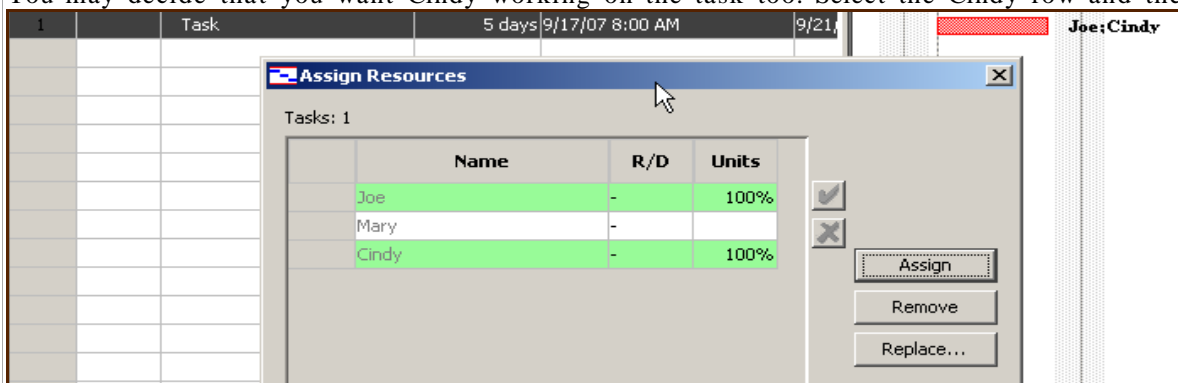 You may decide that you want Cindy working on the task too. Select the Cindy row and the
1 Task 5 days 9/17/07 8:00 AM 9/21/ Joe;Cindy
Assign Resources
Tasks: 1
Name R/D Units
Joe - 100%
Mary -
Cindy - 100%
Assign
Remove
Replace...